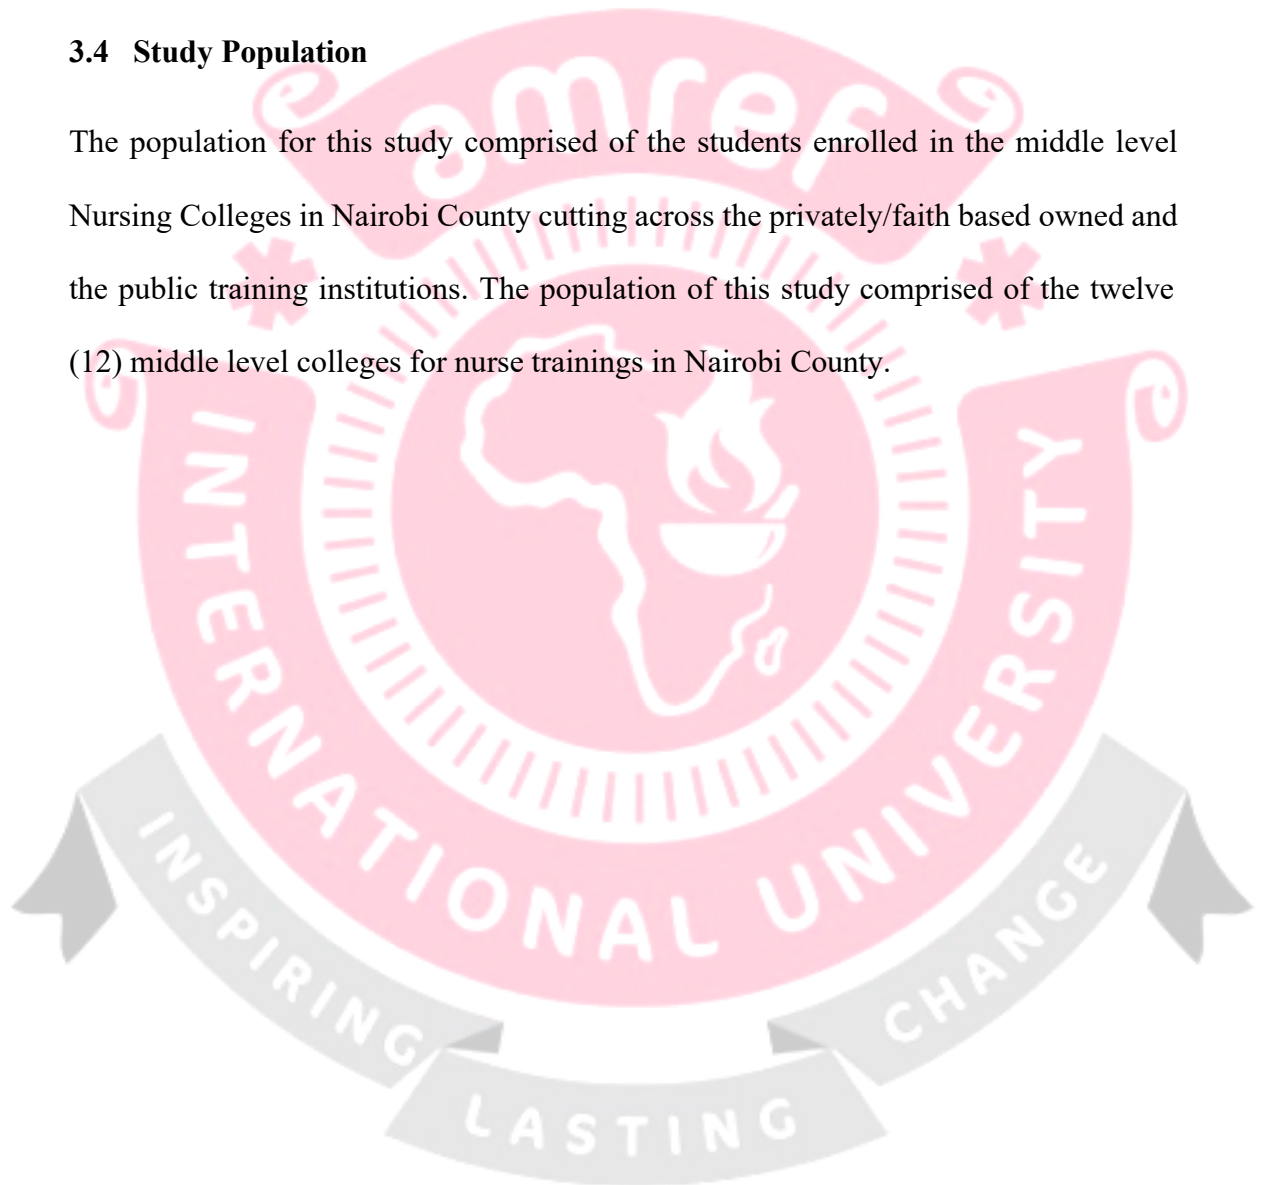 3.4 Study Population
The population for this study comprised of the students enrolled in the middle level
Nursing Colleges in Nairobi County cutting across the privately/faith based owned and
the public training institutions. The population of this study comprised of the twelve
(12) middle level colleges for nurse trainings in Nairobi County.
amref
INTERNATIONAL UNIVERSITY
INSPIRING
LASTING
CHANGE